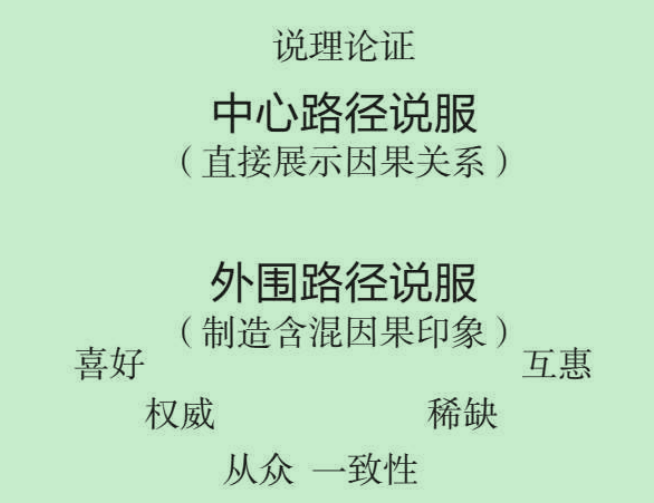 说理论证
中心路径说服
（直接展示因果关系）
外围路径说服
（制造含混因果印象）
喜好 互惠
权威 稀缺
从众 一致性